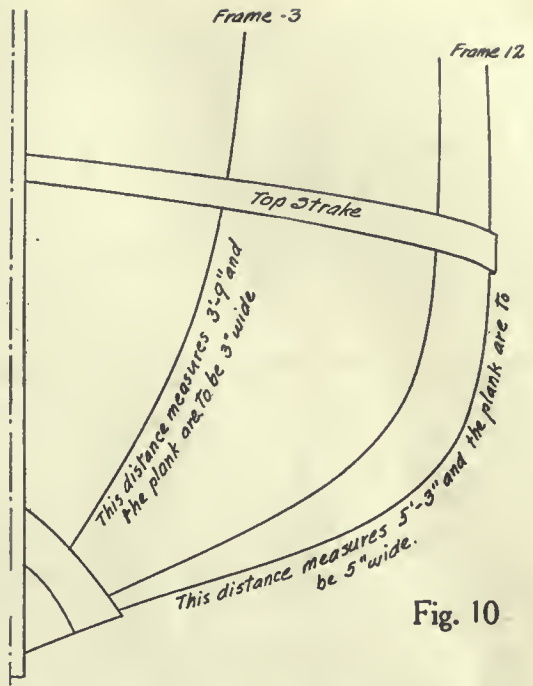 Frame -3
Frame 12
Top Strake
This distance measures 3'-9" and
the plank are to be 3" wide
This distance measures 5'-3" and the plank are to
be 5" wide.
Fig. 10